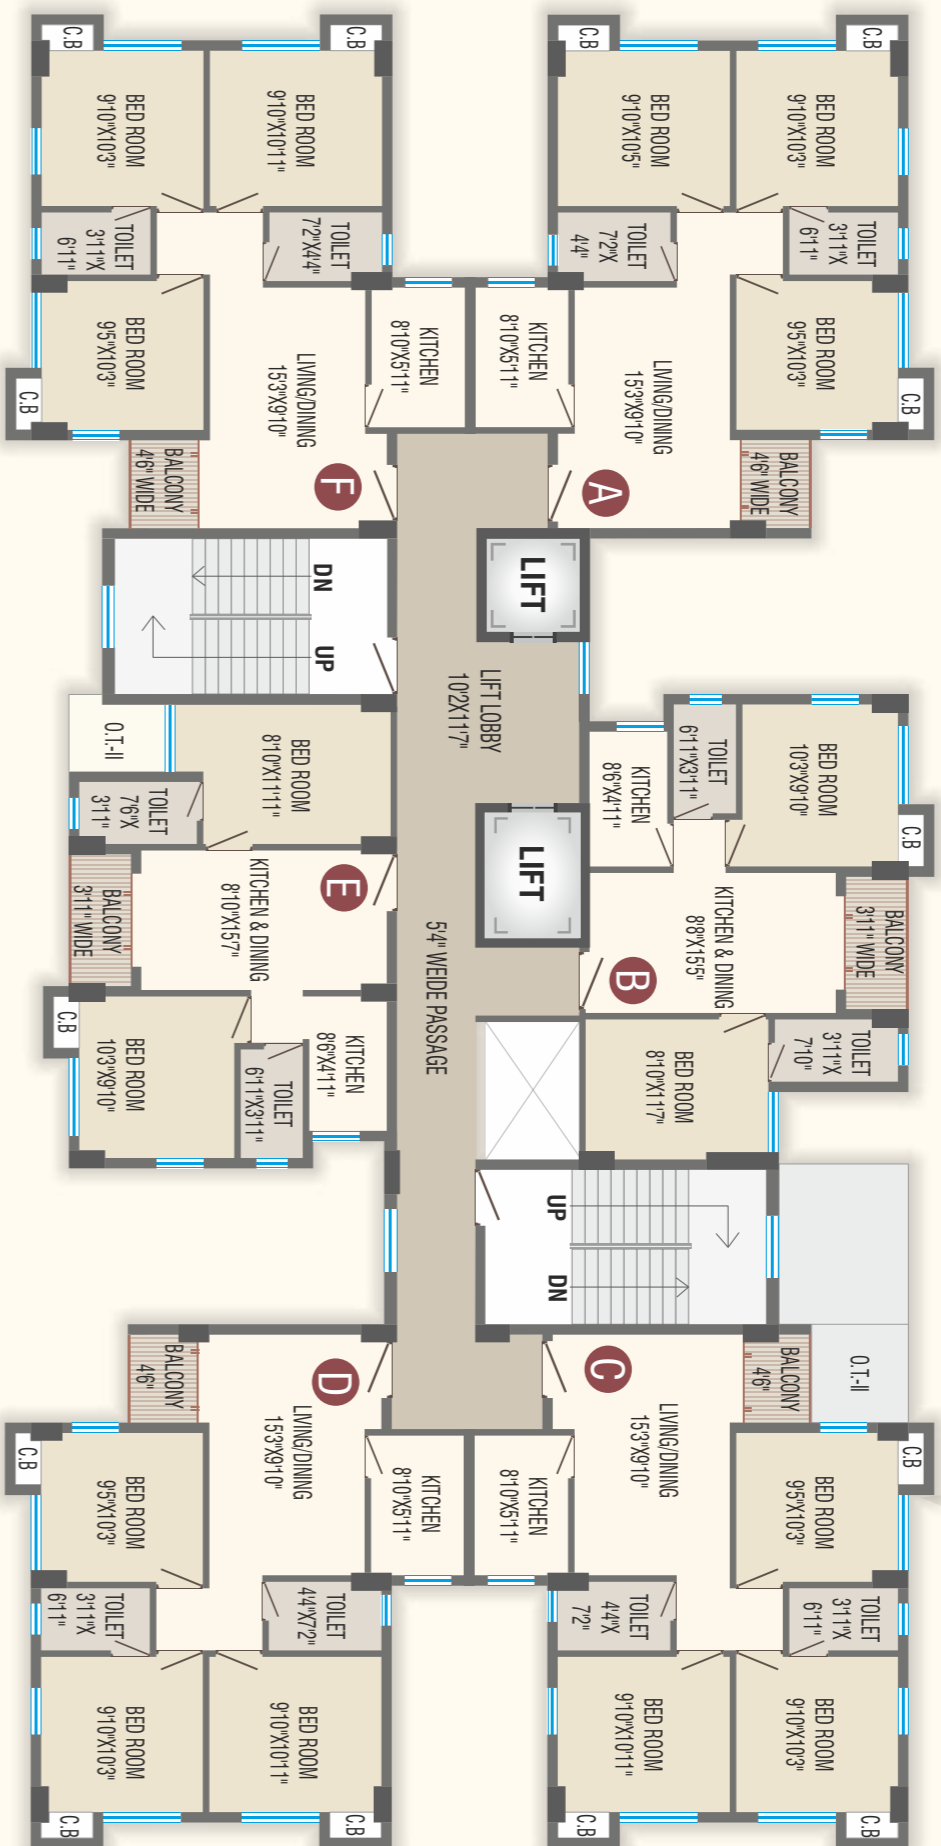 C.B
C.B
C.B
C.B
BED ROOM
9'10"X10'3"
BED ROOM
9'10"X10'11"
BED ROOM
9'10"X10'5"
BED ROOM
9'10"X10'3"
TOILET
3'11"X
6'11"
TOILET
7'2"X4'4"
TOILET
7'2"X
4'4"
TOILET
3'11"X
6'11"
BED ROOM
9'5"X10'3"
C.B
LIVING/DINING
15'3"X9'10"
KITCHEN
8'10"X5'11"
KITCHEN
8'10"X5'11"
LIVING/DINING
15'3"X9'10"
BED ROOM
9'5"X10'3"
C.B
BALCONY
4'6" WIDE
F
A
BALCONY
4'6" WIDE
DN
UP
LIFT
LIFT LOBBY
10'2X11'7"
O.T.-II
BED ROOM
8'10"X11'11"
TOILET
7'6"X
3'11"
KITCHEN
8'6"X4'11"
TOILET
6'11"X3'11"
BED ROOM
10'3"X9'10"
C.B
LIFT
BALCONY
3'11" WIDE
KITCHEN & DINING
8'10"X15'7"
E
5'4" WEIDE PASSAGE
B
KITCHEN & DINING
8'8"X15'5"
BALCONY
3'11" WIDE
C.B
BED ROOM
10'3"X9'10"
TOILET
6'11"X3'11"
KITCHEN
8'6"X4'11"
BED ROOM
8'10"X11'7"
TOILET
3'11"X
7'10"
UP
DN
BALCONY
4'6"
D
C
BALCONY
4'6"
O.T.-II
C.B
BED ROOM
9'5"X10'3"
LIVING/DINING
15'3"X9'10"
KITCHEN
8'10"X5'11"
KITCHEN
8'10"X5'11"
LIVING/DINING
15'3"X9'10"
BED ROOM
9'5"X10'3"
C.B
TOILET
3'11"X
6'11"
TOILET
4'4"X7'2"
TOILET
4'4"X
7'2"
TOILET
3'11"X
6'11"
BED ROOM
9'10"X10'3"
BED ROOM
9'10"X10'11"
BED ROOM
9'10"X10'11"
BED ROOM
9'10"X10'3"
C.B
C.B
C.B
C.B